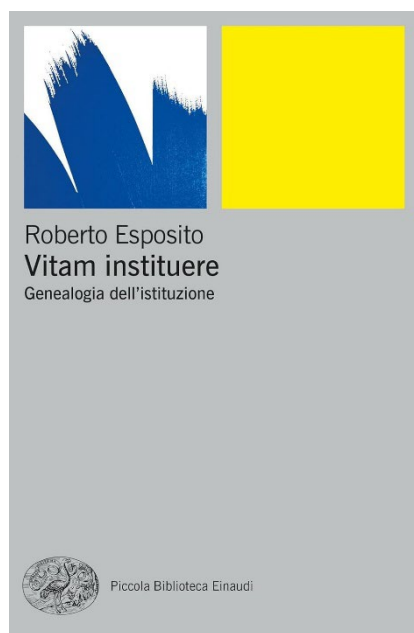 Roberto Esposito
Vitam instituere
Genealogia dell'istituzione
Piccola Biblioteca Einaudi